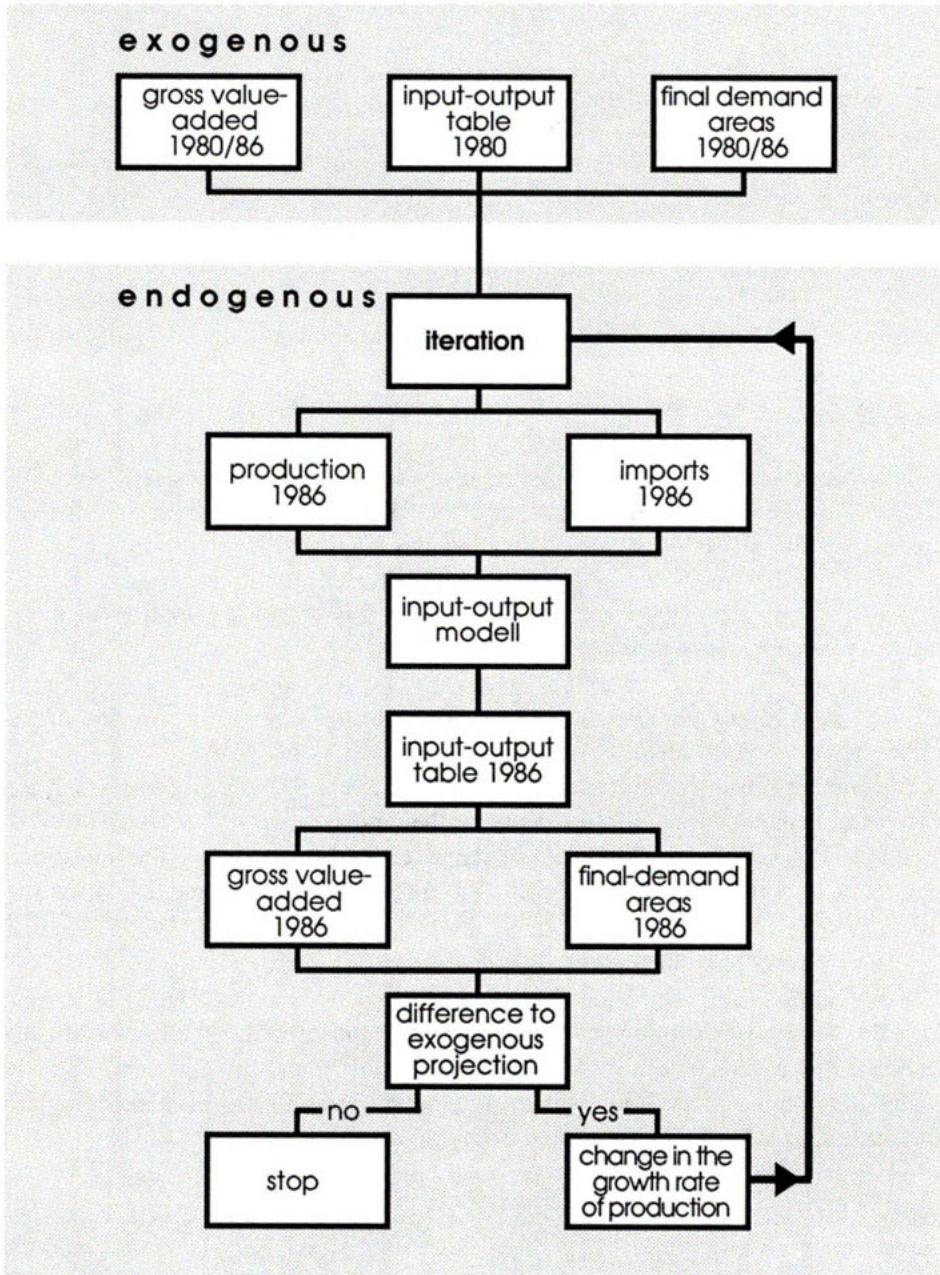 exogenous
gross value-
added
1980/86
input-output
table
1980
final demand
areas
1980/86
endogenous
iteration
production
1986
imports
1986
input-output
modell
input-output
table 1986
gross value-
added
1986
final-demand
areas
1986
difference to
exogenous
projection
no
yes
stop
change in the
growth rate
of production